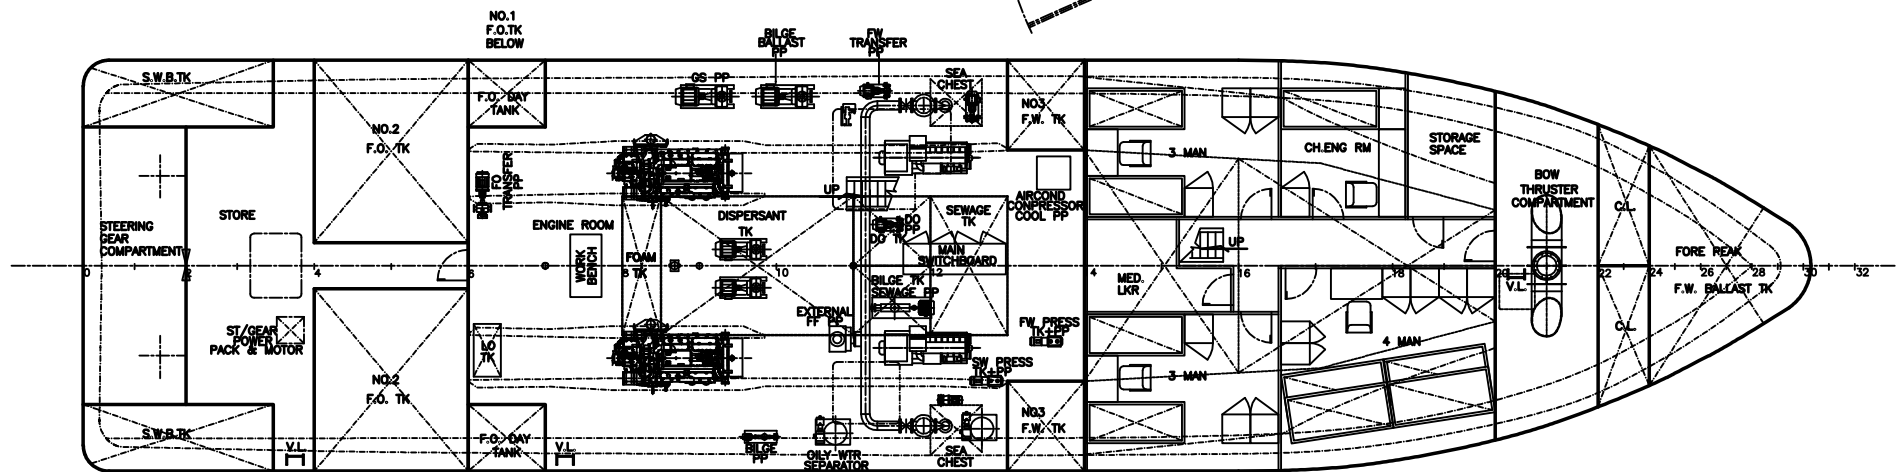 NO.1
F.O.TK
BELOW
BILGE
BALLAST
PP
FW
TRANSFER
PP
S.W.B.TK
GS PP
SEA
CHEST
F.O. DAY
TANK
NO.2
F.O. TK
NO3
F.W. TK
3 MAN
CH.ENG RM
STORAGE
SPACE
FO
TRANSFER
PP
UP
AIRCOND
COMPRESSOR
COOL PP
BOW
THRUSTER
COMPARTMENT
C.L.
STORE
STEERING
GEAR
COMPARTMENT
ENGINE ROOM
DISPERSANT
TK
DO
PP
DO TK
SEWAGE
TK
MAIN
SWITCHBOARD
UP
WORK
BENCH
FOAM
TK
FORE PEAK
F.W. BALLAST TK
0 2 4 6 8 10 12 4 16 18 20 22 24 26 28 30 32
MED.
LKR
BILGE TK
SEWAGE PP
V.L.
EXTERNAL
FF PP
ST/GEAR
POWER
PACK & MOTOR
LO
TK
FW PRESS
TK+PP
SW PRESS
TK+PP
C.L.
4 MAN
3 MAN
NO.2
F.O. TK
NO3
F.W. TK
S.W.B.TK
V.L.
F.O. DAY
TANK
V.L.
BILGE
PP
OILY WTR
SEPARATOR
SEA
CHEST